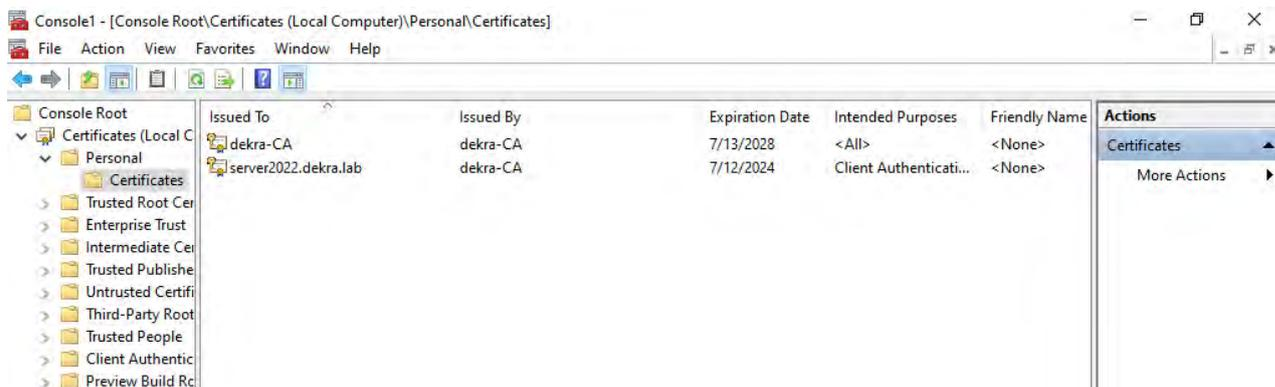 Console1 - [Console Root\Certificates (Local Computer)\Personal\Certificates]
File Action View Favorites Window Help
Console Root
Certificates (Local C
Personal
Certificates
Trusted Root Cer
Enterprise Trust
Intermediate Cer
Trusted Publishe
Untrusted Certifi
Third-Party Root
Trusted People
Client Authentic
Preview Build Ro
Issued To Issued By Expiration Date Intended Purposes Friendly Name
dekra-CA dekra-CA 7/13/2028 <All> <None>
server2022.dekra.lab dekra-CA 7/12/2024 Client Authenticati... <None>
Actions
Certificates
More Actions